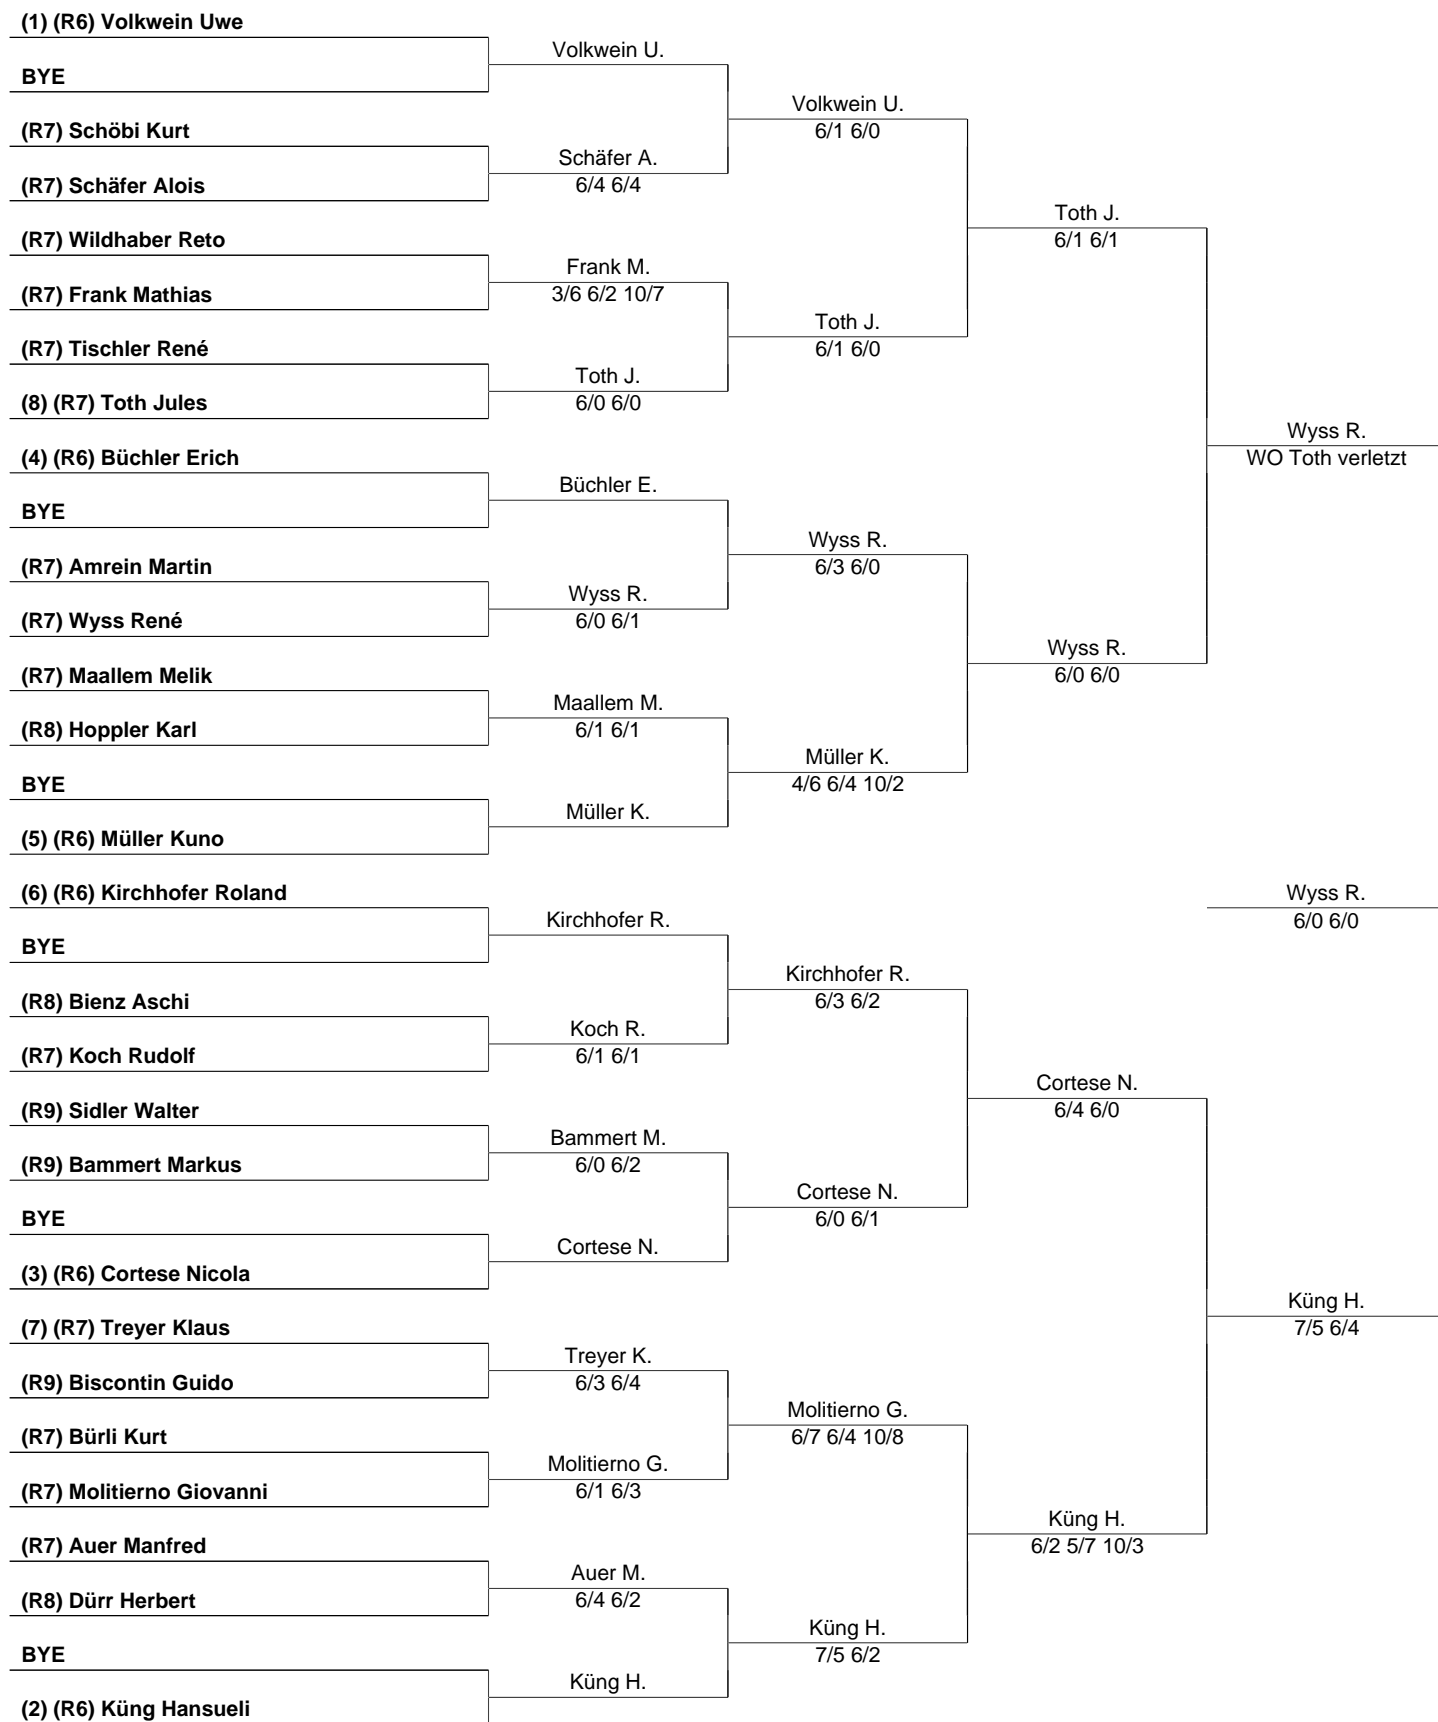 (1) (R6) Volkwein Uwe
BYE
(R7) Schöbi Kurt
(R7) Schäfer Alois
(R7) Wildhaber Reto
(R7) Frank Mathias
(R7) Tischler René
(8) (R7) Toth Jules
(4) (R6) Büchler Erich
BYE
(R7) Amrein Martin
(R7) Wyss René
(R7) Maallem Melik
(R8) Hoppler Karl
BYE
(5) (R6) Müller Kuno
(6) (R6) Kirchhofer Roland
BYE
(R8) Bienz Aschi
(R7) Koch Rudolf
(R9) Sidler Walter
(R9) Bammert Markus
BYE
(3) (R6) Cortese Nicola
(7) (R7) Treyer Klaus
(R9) Biscontin Guido
(R7) Bürli Kurt
(R7) Molitierno Giovanni
(R7) Auer Manfred
(R8) Dürr Herbert
BYE
(2) (R6) Küng Hansueli
Volkwein U.
Schäfer A.
6/4 6/4
Frank M.
3/6 6/2 10/7
Toth J.
6/0 6/0
Büchler E.
Wyss R.
6/0 6/1
Maallem M.
6/1 6/1
Müller K.
Kirchhofer R.
Koch R.
6/1 6/1
Bammert M.
6/0 6/2
Cortese N.
Treyer K.
6/3 6/4
Molitierno G.
6/1 6/3
Auer M.
6/4 6/2
Küng H.
Volkwein U.
6/1 6/0
Toth J.
6/1 6/0
Wyss R.
6/3 6/0
Müller K.
4/6 6/4 10/2
Kirchhofer R.
6/3 6/2
Cortese N.
6/0 6/1
Molitierno G.
6/7 6/4 10/8
Küng H.
7/5 6/2
Toth J.
6/1 6/1
Wyss R.
6/0 6/0
Cortese N.
6/4 6/0
Küng H.
6/2 5/7 10/3
Wyss R.
WO Toth verletzt
Wyss R.
6/0 6/0
Küng H.
7/5 6/4